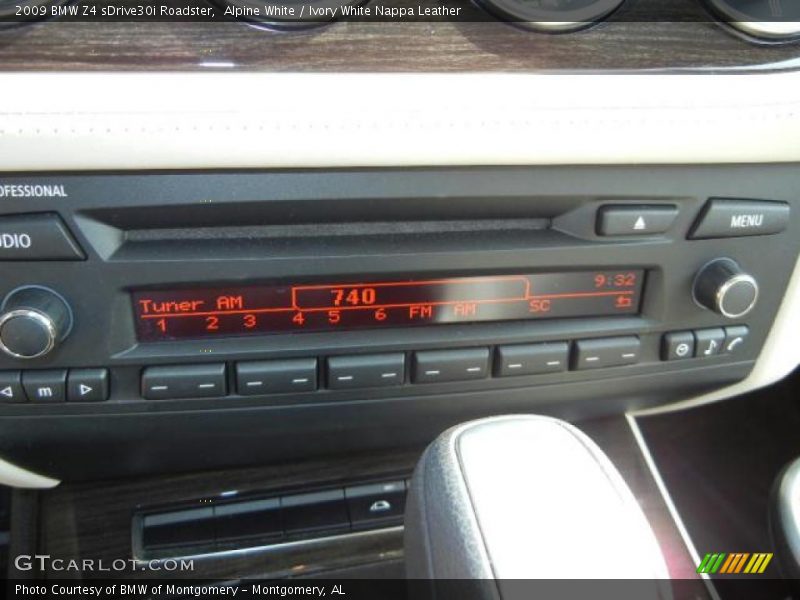 2009 BMW Z4 sDrive30i Roadster,  Alpine White / Ivory White Nappa Leather
OFESSIONAL
UDIO
MENU
Tuner AM 740 9:32
1 2 3 4 5 6 FM AM SC
m
GTCARLOT.COM
Photo Courtesy of BMW of Montgomery - Montgomery, AL